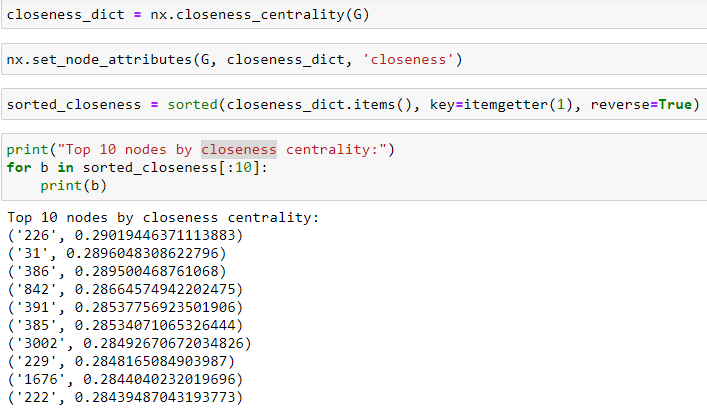 closeness_dict = nx.closeness_centrality(G)
nx.set_node_attributes(G, closeness_dict, 'closeness')
sorted_closeness = sorted(closeness_dict.items(), key=itemgetter(1), reverse=True)
print("Top 10 nodes by closeness centrality:")
for b in sorted_closeness[:10]:
    print(b)
Top 10 nodes by closeness centrality:
('226', 0.29019446371113883)
('31', 0.2896048308622796)
('386', 0.289500468761068)
('842', 0.28664574942202475)
('391', 0.28537756923501906)
('385', 0.28534071065326444)
('3002', 0.28492670672034826)
('229', 0.2848165084903987)
('1676', 0.2844040232019696)
('222', 0.28439487043193773)